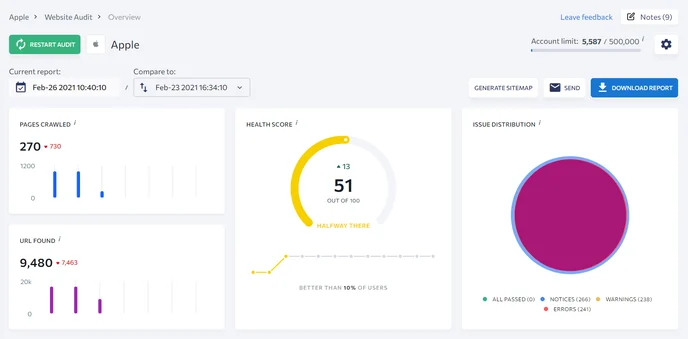 Apple > Website Audit > Overview
Leave feedback
Notes (9)
RESTART AUDIT
Apple
Account limit: 5,587 / 500,000 i
Current report:
Compare to:
Feb-26 2021 10:40:10 / Feb-23 2021 16:34:10
GENERATE SITEMAP
SEND
DOWNLOAD REPORT
PAGES CRAWLED i
270 730
1200
0
URL FOUND i
9,480 7,463
20k
0
HEALTH SCORE i
13
51
OUT OF 100
HALFWAY THERE
BETTER THAN 10% OF USERS
ISSUE DISTRIBUTION i
ALL PASSED (0) NOTICES (266) WARNINGS (238)
ERRORS (241)